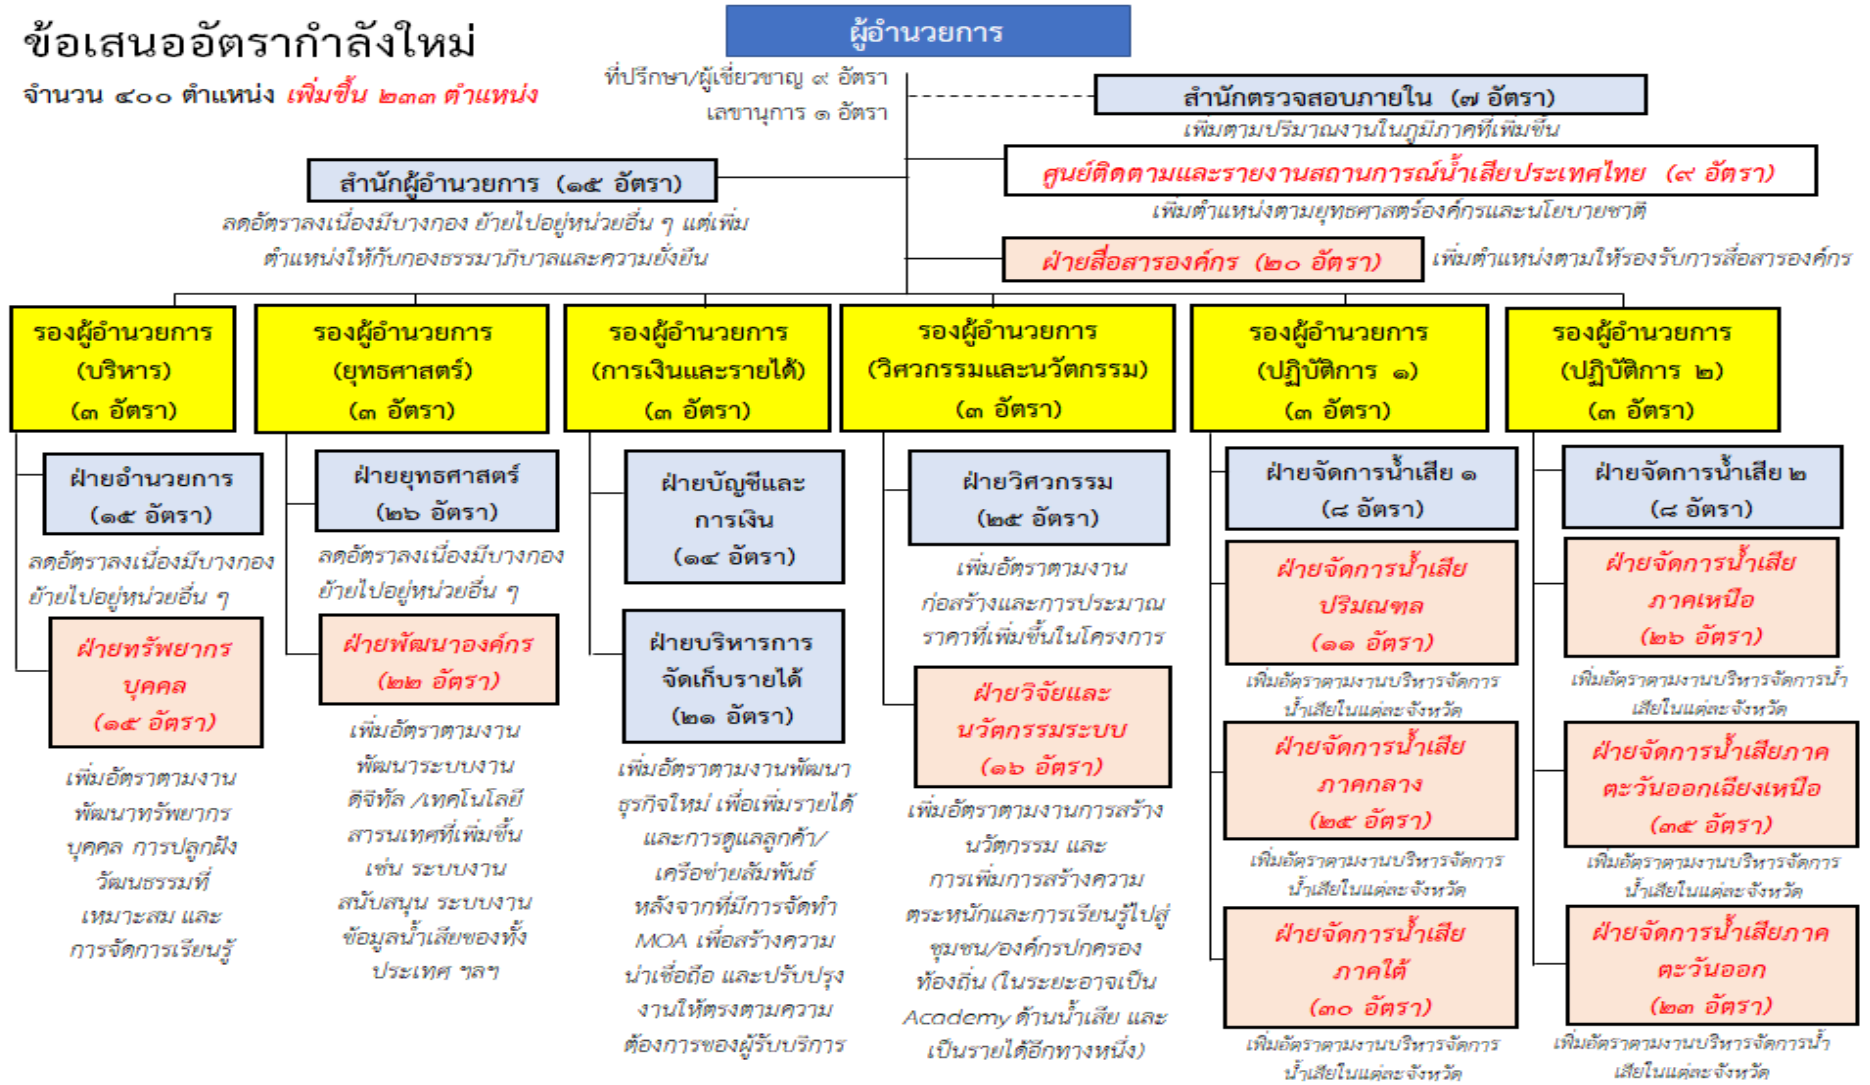 ข้อเสนออัตรากำลังใหม่
จำนวน ๔๐๐ ตำแหน่ง เพิ่มขึ้น ๒๓๓ ตำแหน่ง
ผู้อำนวยการ
ที่ปรึกษา/ผู้เชี่ยวชาญ ๙ อัตรา
เลขานุการ ๑ อัตรา
สำนักตรวจสอบภายใน (๗ อัตรา)
เพิ่มตามปริมาณงานในภูมิภาคที่เพิ่มขึ้น
ศูนย์ติดตามและรายงานสถานการณ์น้ำเสียประเทศไทย (๙ อัตรา)
เพิ่มตำแหน่งตามยุทธศาสตร์องค์กรและนโยบายชาติ
สำนักผู้อำนวยการ (๑๕ อัตรา)
ลดอัตราลงเนื่องมีบางกอง ย้ายไปอยู่หน่วยอื่น ๆ แต่เพิ่ม
ตำแหน่งให้กับกองธรรมาภิบาลและความยั่งยืน
ฝ่ายสื่อสารองค์กร (๒๐ อัตรา)
เพิ่มตำแหน่งตามให้รองรับการสื่อสารองค์กร
รองผู้อำนวยการ
(บริหาร)
(๓ อัตรา)
ฝ่ายอำนวยการ
(๑๕ อัตรา)
ลดอัตราลงเนื่องมีบางกอง
ย้ายไปอยู่หน่วยอื่น ๆ
ฝ่ายทรัพยากร
บุคคล
(๑๕ อัตรา)
เพิ่มอัตราตามงาน
พัฒนาทรัพยากร
บุคคล การปลูกฝัง
วัฒนธรรมที่
เหมาะสม และ
การจัดการเรียนรู้
รองผู้อำนวยการ
(ยุทธศาสตร์)
(๓ อัตรา)
ฝ่ายยุทธศาสตร์
(๒๖ อัตรา)
ลดอัตราลงเนื่องมีบางกอง
ย้ายไปอยู่หน่วยอื่น ๆ
ฝ่ายพัฒนาองค์กร
(๒๒ อัตรา)
เพิ่มอัตราตามงาน
พัฒนาระบบงาน
ดิจิทัล /เทคโนโลยี
สารนเทศที่เพิ่มขึ้น
เช่น ระบบงาน
สนับสนุน ระบบงาน
ข้อมูลน้ำเสียของทั้ง
ประเทศ ฯลฯ
รองผู้อำนวยการ
(การเงินและรายได้)
(๓ อัตรา)
ฝ่ายบัญชีและ
การเงิน
(๑๔ อัตรา)
ฝ่ายบริหารการ
จัดเก็บรายได้
(๒๑ อัตรา)
เพิ่มอัตราตามงานพัฒนา
ธุรกิจใหม่ เพื่อเพิ่มรายได้
และการดูแลลูกค้า/
เครือข่ายสัมพันธ์
หลังจากที่มีการจัดทำ
MOA เพื่อสร้างความ
น่าเชื่อถือ และปรับปรุง
งานให้ตรงตามความ
ต้องการของผู้รับบริการ
รองผู้อำนวยการ
(วิศวกรรมและนวัตกรรม)
(๓ อัตรา)
ฝ่ายวิศวกรรม
(๒๕ อัตรา)
เพิ่มอัตราตามงาน
ก่อสร้างและการประมาณ
ราคาที่เพิ่มขึ้นในโครงการ
ฝ่ายวิจัยและ
นวัตกรรมระบบ
(๑๖ อัตรา)
เพิ่มอัตราตามงานการสร้าง
นวัตกรรม และ
การเพิ่มการสร้างความ
ตระหนักและการเรียนรู้ไปสู่
ชุมชน/องค์กรปกครอง
ท้องถิ่น (ในระยะอาจเป็น
Academy ด้านน้ำเสีย และ
เป็นรายได้อีกทางหนึ่ง)
รองผู้อำนวยการ
(ปฏิบัติการ ๑)
(๓ อัตรา)
ฝ่ายจัดการน้ำเสีย ๑
(๘ อัตรา)
ฝ่ายจัดการน้ำเสีย
ปริมณฑล
(๑๑ อัตรา)
เพิ่มอัตราตามงานบริหารจัดการ
น้ำเสียในแต่ละจังหวัด
ฝ่ายจัดการน้ำเสีย
ภาคกลาง
(๒๕ อัตรา)
เพิ่มอัตราตามงานบริหารจัดการ
น้ำเสียในแต่ละจังหวัด
ฝ่ายจัดการน้ำเสีย
ภาคใต้
(๓๐ อัตรา)
เพิ่มอัตราตามงานบริหารจัดการ
น้ำเสียในแต่ละจังหวัด
รองผู้อำนวยการ
(ปฏิบัติการ ๒)
(๓ อัตรา)
ฝ่ายจัดการน้ำเสีย ๒
(๘ อัตรา)
ฝ่ายจัดการน้ำเสีย
ภาคเหนือ
(๒๖ อัตรา)
เพิ่มอัตราตามงานบริหารจัดการน้ำ
เสียในแต่ละจังหวัด
ฝ่ายจัดการน้ำเสียภาค
ตะวันออกเฉียงเหนือ
(๓๕ อัตรา)
เพิ่มอัตราตามงานบริหารจัดการ
น้ำเสียในแต่ละจังหวัด
ฝ่ายจัดการน้ำเสียภาค
ตะวันออก
(๒๓ อัตรา)
เพิ่มอัตราตามงานบริหารจัดการน้ำ
เสียในแต่ละจังหวัด